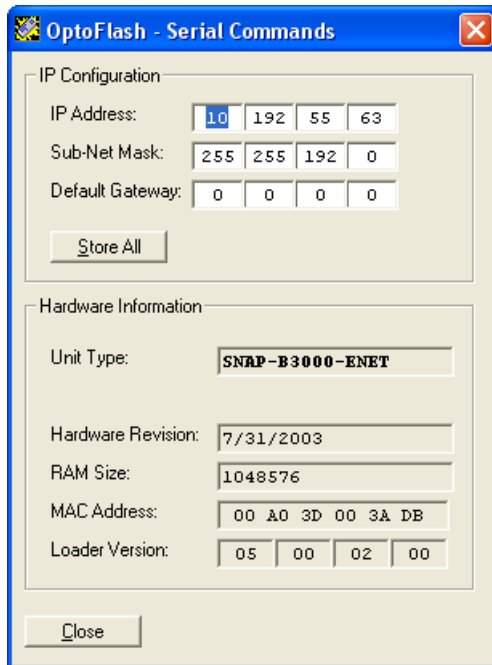 OptoFlash - Serial Commands
IP Configuration
IP Address: 10 192 55 63
Sub-Net Mask: 255 255 192 0
Default Gateway: 0 0 0 0
Store All
Hardware Information
Unit Type: SNAP-B3000-ENET
Hardware Revision: 7/31/2003
RAM Size: 1048576
MAC Address: 00 A0 3D 00 3A DB
Loader Version: 05 00 02 00
Close